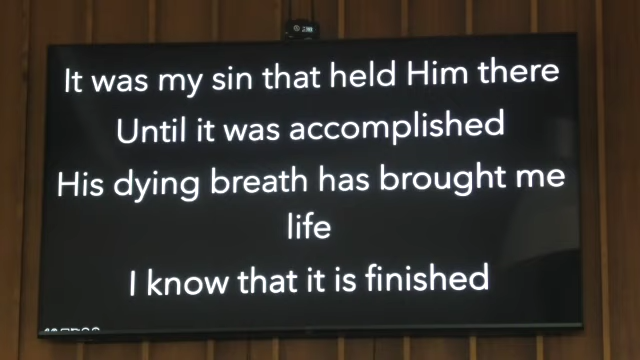 It was my sin that held Him there
Until it was accomplished
His dying breath has brought me
life
I know that it is finished